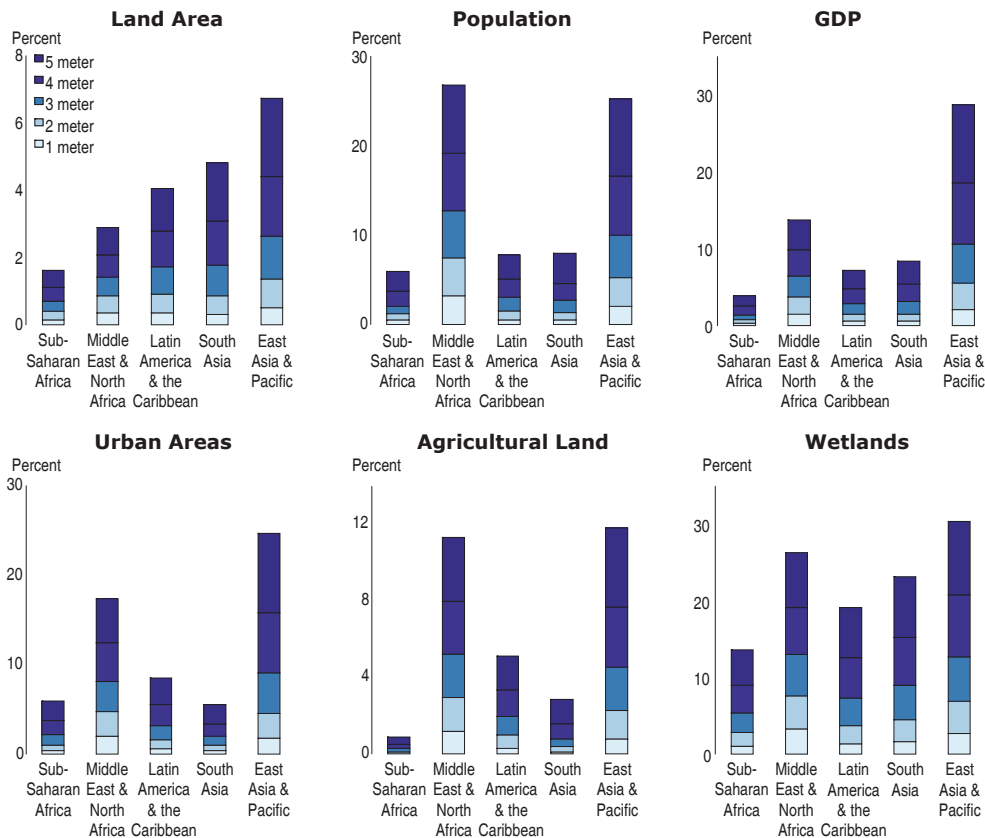 Land Area
Population
GDP
Percent
8
6
4
2
0
5 meter
4 meter
3 meter
2 meter
1 meter
Sub-
Saharan
Africa
Middle
East &
North
Africa
Latin
America
& the
Caribbean
South
Asia
East
Asia &
Pacific
Percent
30
20
10
0
Sub-
Saharan
Africa
Middle
East &
North
Africa
Latin
America
& the
Caribbean
South
Asia
East
Asia &
Pacific
Percent
30
20
10
0
Sub-
Saharan
Africa
Middle
East &
North
Africa
Latin
America
& the
Caribbean
South
Asia
East
Asia &
Pacific
Urban Areas
Agricultural Land
Wetlands
Percent
30
20
10
0
Sub-
Saharan
Africa
Middle
East &
North
Africa
Latin
America
& the
Caribbean
South
Asia
East
Asia &
Pacific
Percent
12
8
4
0
Sub-
Saharan
Africa
Middle
East &
North
Africa
Latin
America
& the
Caribbean
South
Asia
East
Asia &
Pacific
Percent
30
20
10
0
Sub-
Saharan
Africa
Middle
East &
North
Africa
Latin
America
& the
Caribbean
South
Asia
East
Asia &
Pacific